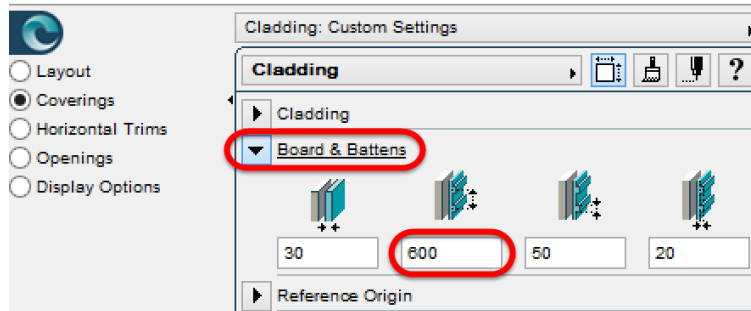 Cladding: Custom Settings
Layout
Coverings
Horizontal Trims
Openings
Display Options
Cladding
?
Cladding
Board & Battens
30 600 50 20
Reference Origin